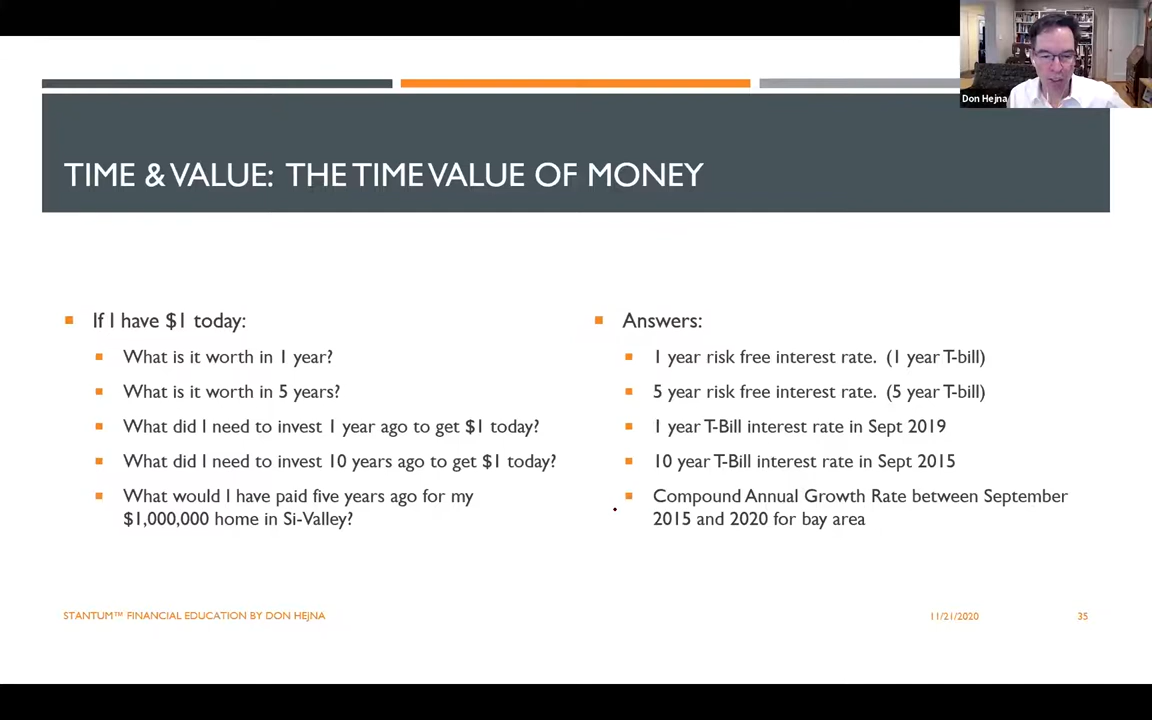 Don Hejna
TIME & VALUE: THE TIME VALUE OF MONEY
If I have $1 today:
What is it worth in 1 year?
What is it worth in 5 years?
What did I need to invest 1 year ago to get $1 today?
What did I need to invest 10 years ago to get $1 today?
What would I have paid five years ago for my
$1,000,000 home in Si-Valley?
Answers:
1 year risk free interest rate. (1 year T-bill)
5 year risk free interest rate. (5 year T-bill)
1 year T-Bill interest rate in Sept 2019
10 year T-Bill interest rate in Sept 2015
Compound Annual Growth Rate between September
2015 and 2020 for bay area
STANTUM™ FINANCIAL EDUCATION BY DON HEJNA
11/21/2020
35